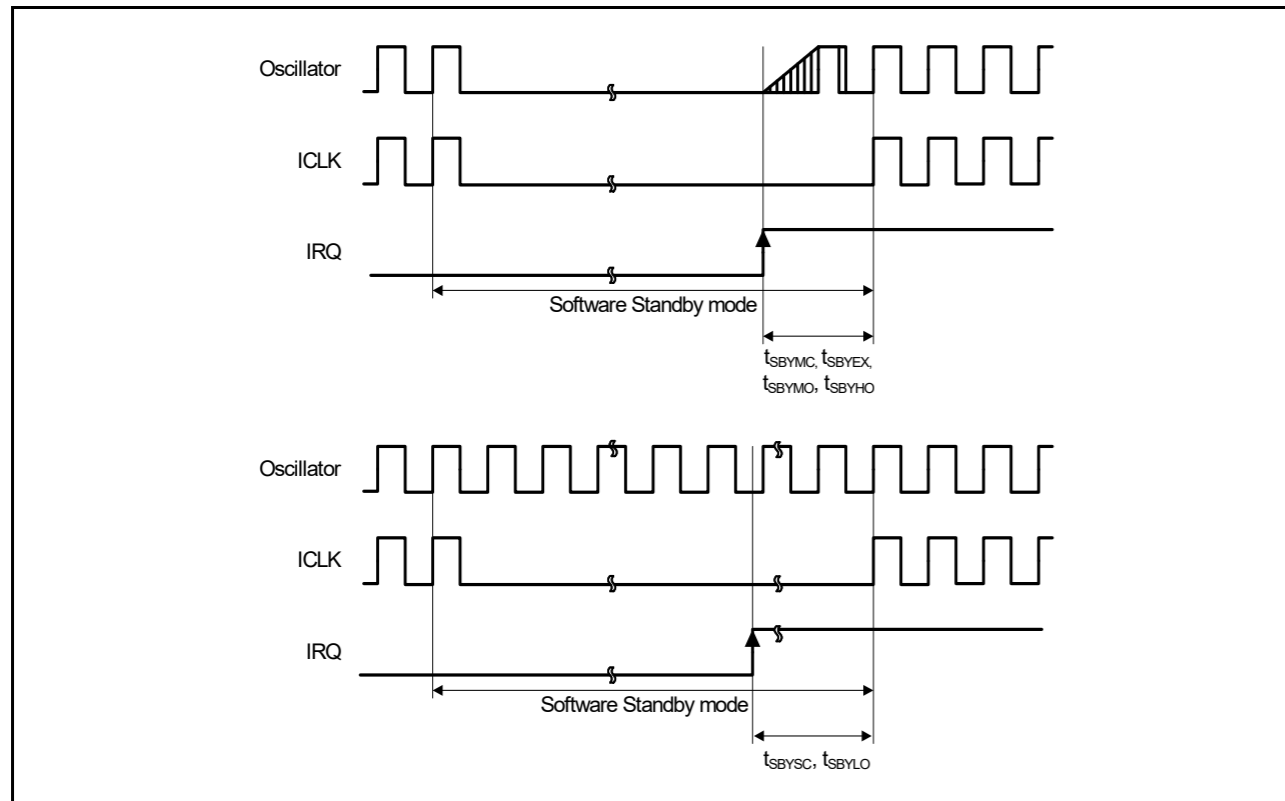 Oscillator
ICLK
IRQ
Software Standby mode
tSBYMC, tSBYEX,
tSBYMO, tSBYHO
Oscillator
ICLK
IRQ
Software Standby mode
tSBYSC, tSBYLO